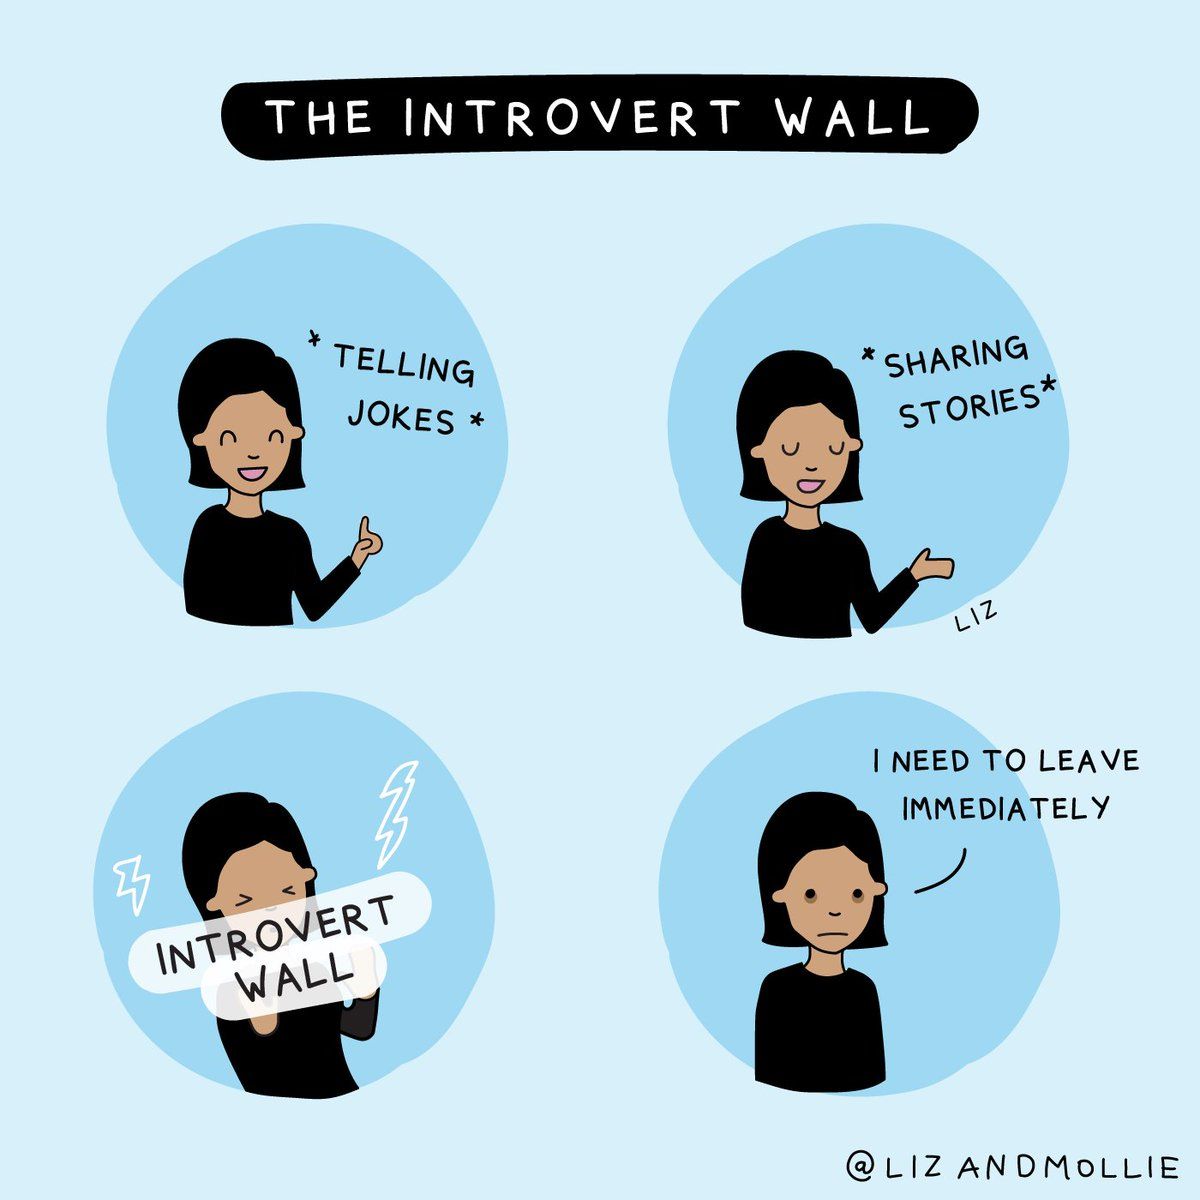 THE INTROVERT WALL
* TELLING
JOKES *
* SHARING
STORIES*
LIZ
INTROVERT
WALL
I NEED TO LEAVE
IMMEDIATELY
@LIZANDMOLLIE